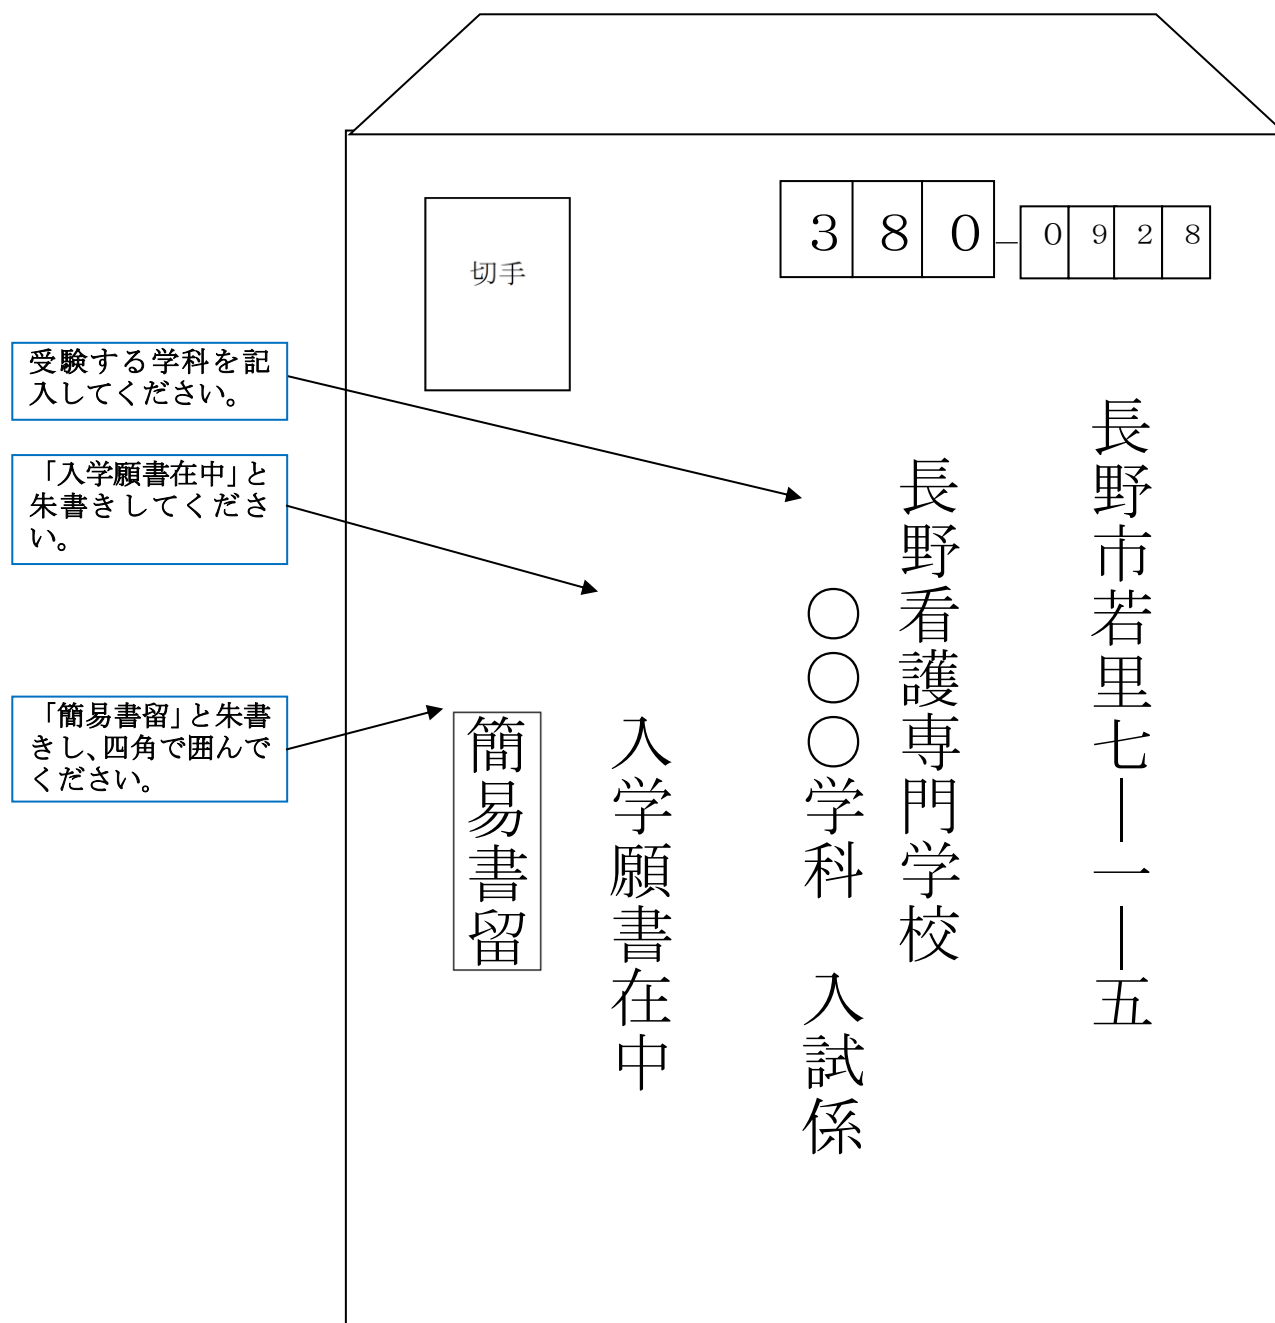 380-0928
切手
長野市若里七―一―五
長野看護専門学校
〇〇〇学科　入試係
入学願書在中
簡易書留
受験する学科を記
入してください。
「入学願書在中」と
朱書きしてくださ
い。
「簡易書留」と朱書
きし、四角で囲んで
ください。